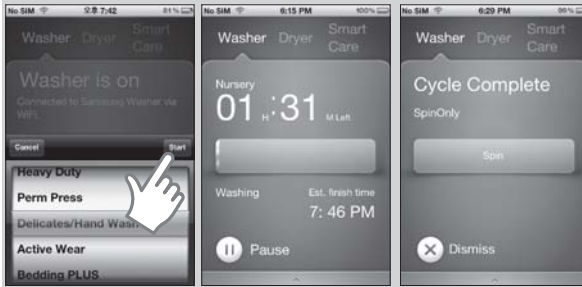 No SIM 오후 7:42 81%
Washer Dryer Smart Care
Washer is on
Connected to Samsung Washer via WiFi.
Cancel Start
Heavy Duty
Perm Press
Delicates/Hand Wash
Active Wear
Bedding PLUS
No SIM 6:15 PM 100%
Washer Dryer Smart Care
Nursery
01 H :31 M Left
Washing Est. finish time
7: 46 PM
Pause
No SIM 6:29 PM
Washer Dryer Smart Care
Cycle Complete
SpinOnly
Spin
Dismiss